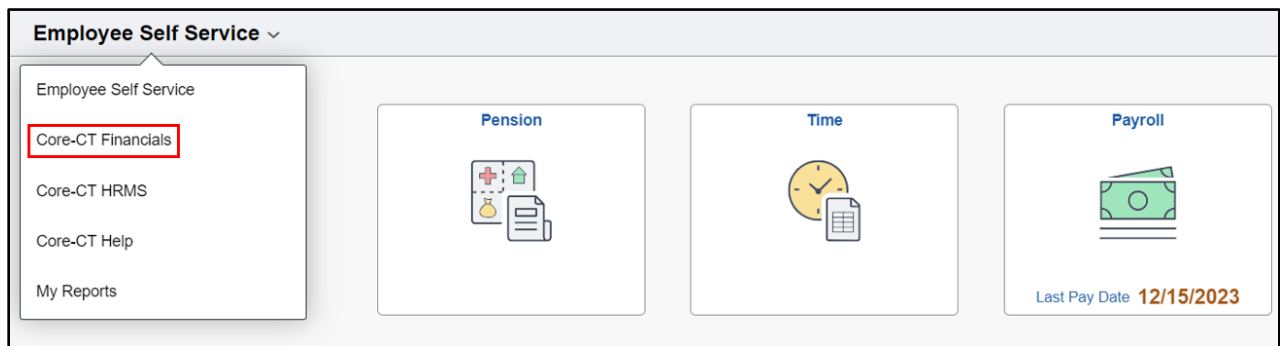 Employee Self Service
Employee Self Service
Core-CT Financials
Core-CT HRMS
Core-CT Help
My Reports
Pension
Time
Payroll
Last Pay Date 12/15/2023